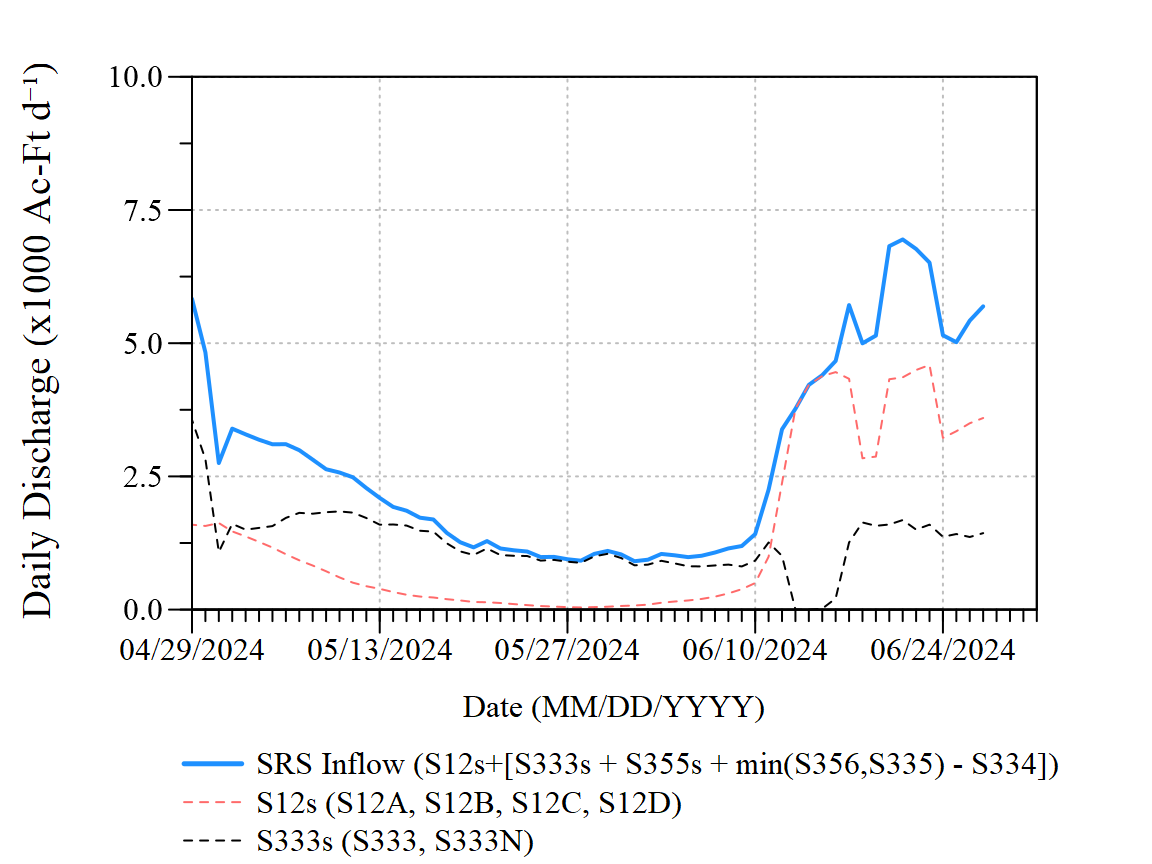 Daily Discharge (x1000 Ac-Ft d⁻¹)
10.0
7.5
5.0
2.5
0.0
04/29/2024 05/13/2024 05/27/2024 06/10/2024 06/24/2024
Date (MM/DD/YYYY)
SRS Inflow (S12s+[S333s + S355s + min(S356,S335) - S334])
S12s (S12A, S12B, S12C, S12D)
S333s (S333, S333N)